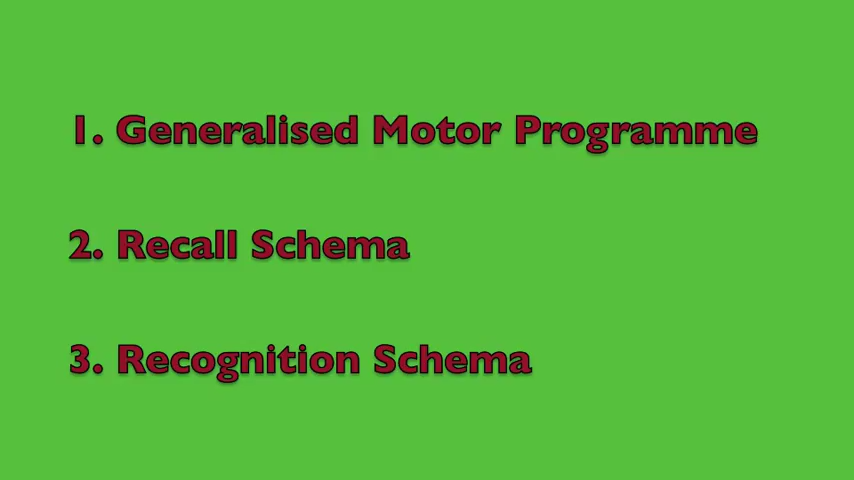 1. Generalised Motor Programme
2. Recall Schema
3. Recognition Schema